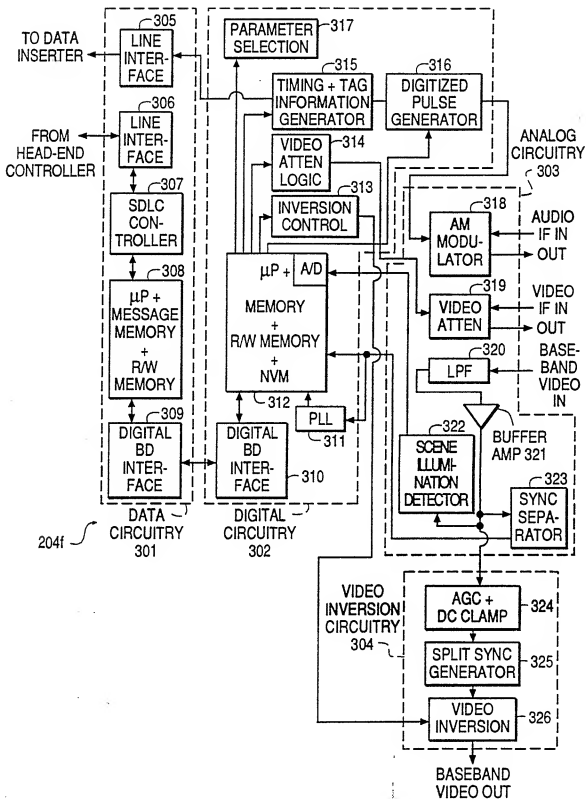 305
TO DATA
INSERTER
LINE
INTER-
FACE
306
FROM
HEAD-END
CONTROLLER
LINE
INTER-
FACE
307
SDLC CON-
TROLLER
308
µP +
MESSAGE
MEMORY
+
R/W
MEMORY
309
DIGITAL
BD
INTER-
FACE
DATA
CIRCUITRY
301
204f
317
PARAMETER
SELECTION
315
TIMING + TAG
INFORMATION
GENERATOR
316
DIGITIZED
PULSE
GENERATOR
314
VIDEO
ATTEN
LOGIC
313
INVERSION
CONTROL
µP +
A/D
MEMORY
+
R/W MEMORY
+
NVM
312
PLL
311
DIGITAL
BD
INTER-
FACE
310
DIGITAL
CIRCUITRY
302
ANALOG
CIRCUITRY
303
318
AM
MODU-
LATOR
AUDIO
IF IN
OUT
319
VIDEO
ATTEN
VIDEO
IF IN
OUT
320
LPF
BASE-
BAND
VIDEO
IN
BUFFER
AMP 321
322
SCENE
ILLUMI-
NATION
DETECTOR
323
SYNC
SEPA-
RATOR
VIDEO
INVERSION
CIRCUITRY
304
AGC +
DC CLAMP
324
SPLIT SYNC
GENERATOR
325
VIDEO
INVERSION
326
BASEBAND
VIDEO OUT